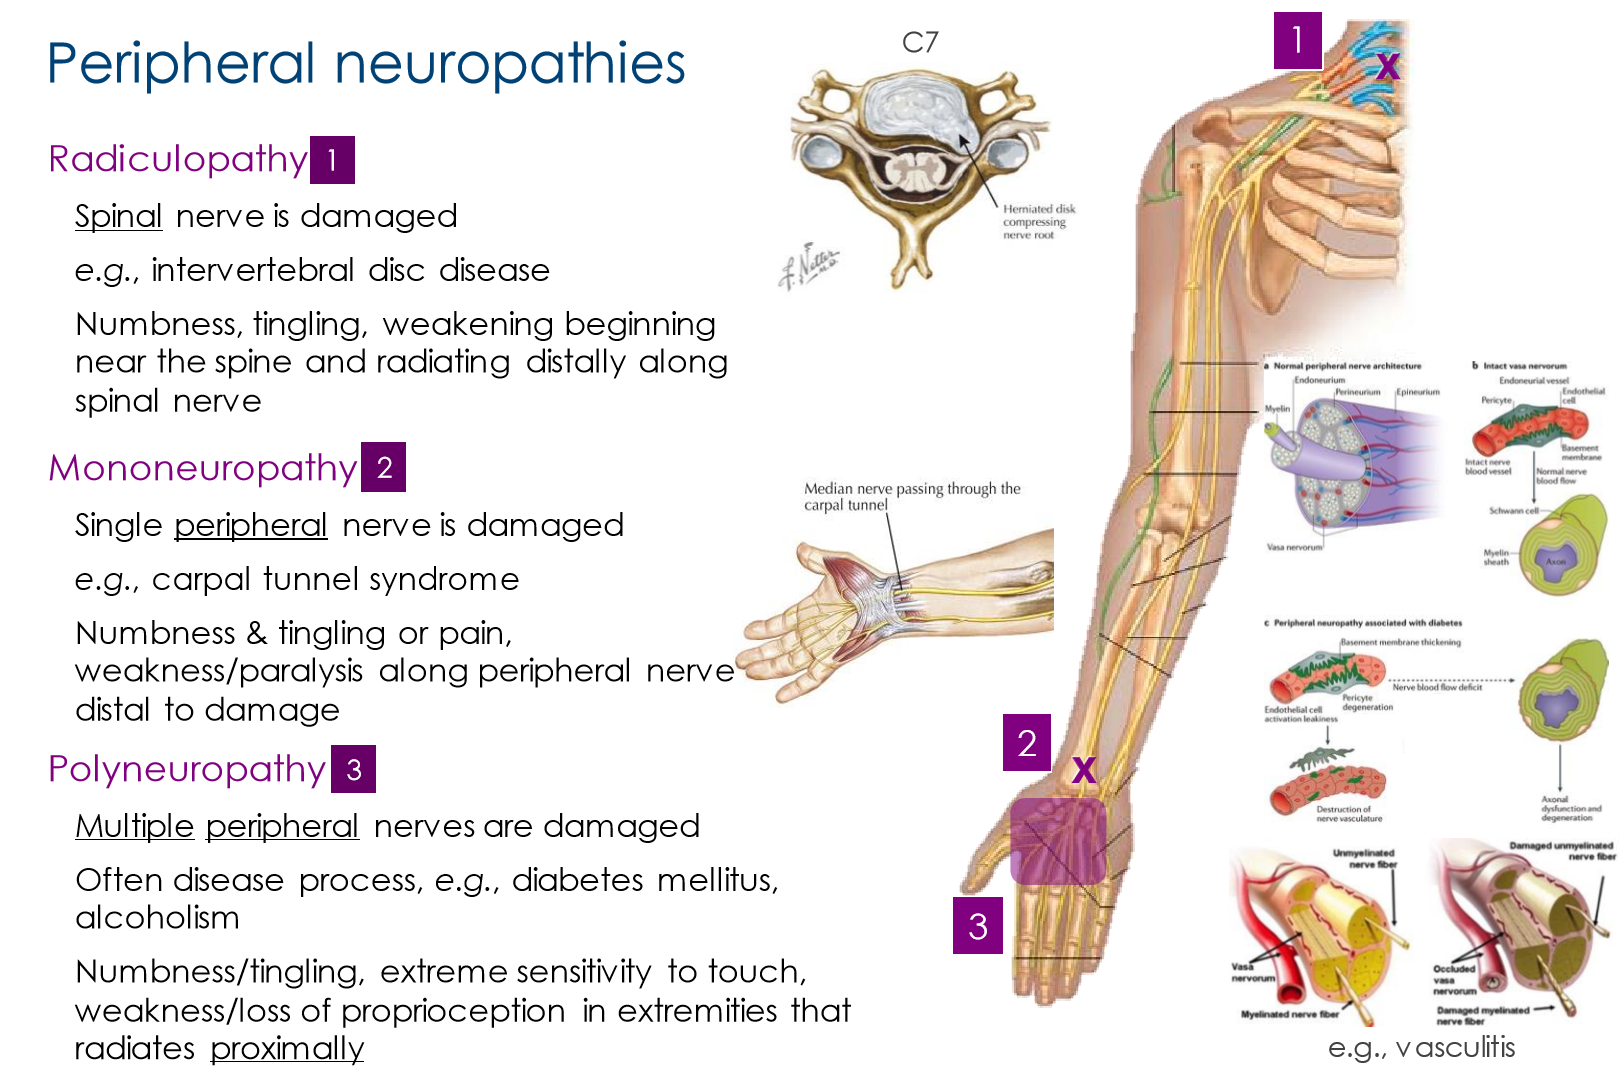 Peripheral neuropathies
Radiculopathy 1
Spinal nerve is damaged
e.g., intervertebral disc disease
Numbness, tingling, weakening beginning
near the spine and radiating distally along
spinal nerve
Mononeuropathy 2
Single peripheral nerve is damaged
e.g., carpal tunnel syndrome
Numbness & tingling or pain,
weakness/paralysis along peripheral nerve
distal to damage
Polyneuropathy 3
Multiple peripheral nerves are damaged
Often disease process, e.g., diabetes mellitus,
alcoholism
Numbness/tingling, extreme sensitivity to touch,
weakness/loss of proprioception in extremities that
radiates proximally
C7
Herniated disk
compressing
nerve root
F. Netter
M.D.
1
X
Median nerve passing through the
carpal tunnel
2
X
3
a Normal peripheral nerve architecture
Endoneurium
Perineurium
Epineurium
Myelin
Vasa nervorum
b Intact vasa nervorum
Endoneurial vessel
Pericyte
Endothelial
cell
Basement
membrane
Intact nerve
blood vessel
Normal nerve
blood flow
Schwann cell
Myelin
sheath
Axon
c Peripheral neuropathy associated with diabetes
Basement membrane thickening
Nerve blood flow deficit
Pericyte
degeneration
Endothelial cell
activation leakiness
Destruction of
nerve vasculature
Axonal
dysfunction and
degeneration
Unmyelinated
nerve fiber
Vasa
nervorum
Myelinated nerve fiber
Damaged unmyelinated
nerve fiber
Occluded
vasa
nervorum
Damaged myelinated
nerve fiber
e.g., vasculitis